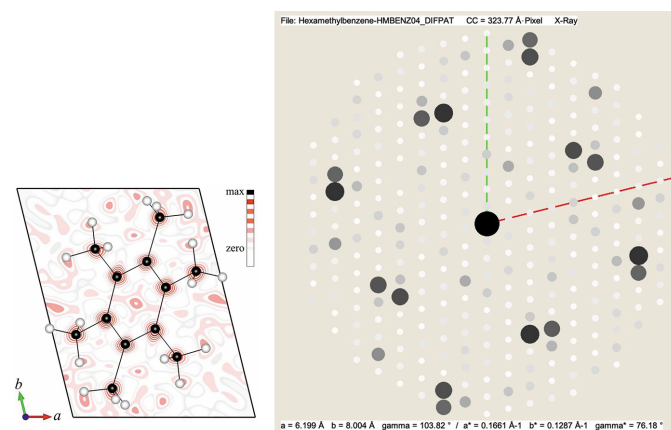 File: Hexamethylbenzene-HMBENZ04_DIFPAT CC = 323.77 Å·Pixel X-Ray
max
zero
b
a
a = 6.199 Å b = 8.004 Å gamma = 103.82 ° / a* = 0.1661 Å-1 b* = 0.1287 Å-1 gamma* = 76.18 °